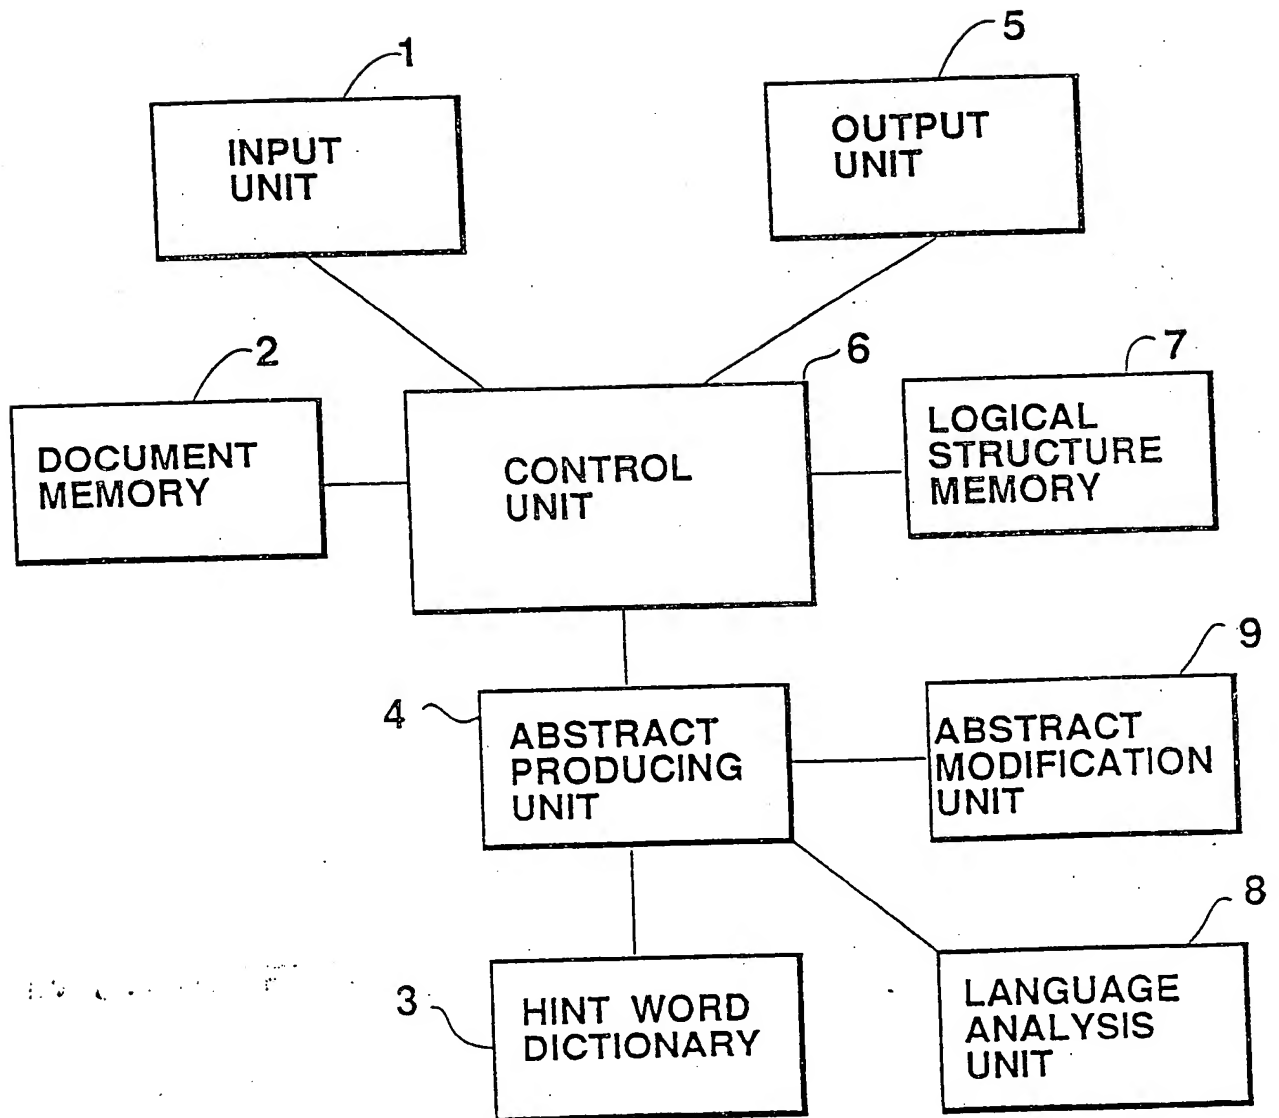 1
INPUT
UNIT
5
OUTPUT
UNIT
2
DOCUMENT
MEMORY
6
CONTROL
UNIT
7
LOGICAL
STRUCTURE
MEMORY
4
ABSTRACT
PRODUCING
UNIT
9
ABSTRACT
MODIFICATION
UNIT
3
HINT WORD
DICTIONARY
8
LANGUAGE
ANALYSIS
UNIT